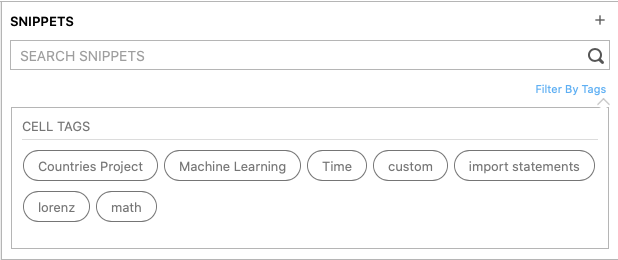 SNIPPETS +
SEARCH SNIPPETS
Filter By Tags
CELL TAGS
Countries Project Machine Learning Time custom import statements
lorenz math